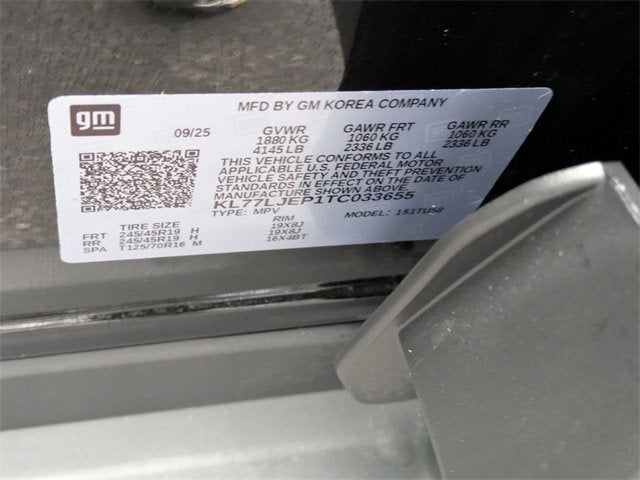 gm
MFD BY GM KOREA COMPANY
09/25 GVWR GAWR FRT GAWR RR
1880 KG 1060 KG 1060 KG
4145 LB 2336 LB 2336 LB
THIS VEHICLE CONFORMS TO ALL
APPLICABLE U.S. FEDERAL MOTOR
VEHICLE SAFETY AND THEFT PREVENTION
STANDARDS IN EFFECT ON THE DATE OF
MANUFACTURE SHOWN ABOVE.
KL77LJEP1TC033655
TYPE: MPV MODEL: 1S1TU58
TIRE SIZE RIM
FRT 245/45R19 H 19X8J
RR 245/45R19 H 19X8J
SPA T125/70R16 M 16X4BT